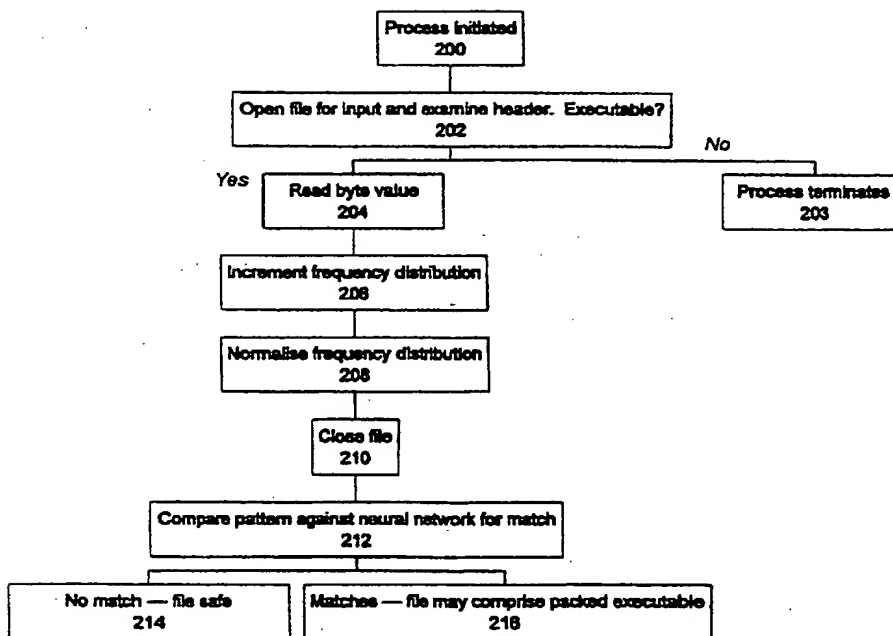 Process initiated
200
Open file for input and examine header. Executable?
202
No
Yes
Read byte value
204
Process terminates
203
Increment frequency distribution
206
Normalise frequency distribution
208
Close file
210
Compare pattern against neural network for match
212
No match — file safe
214
Matches — file may comprise packed executable
216